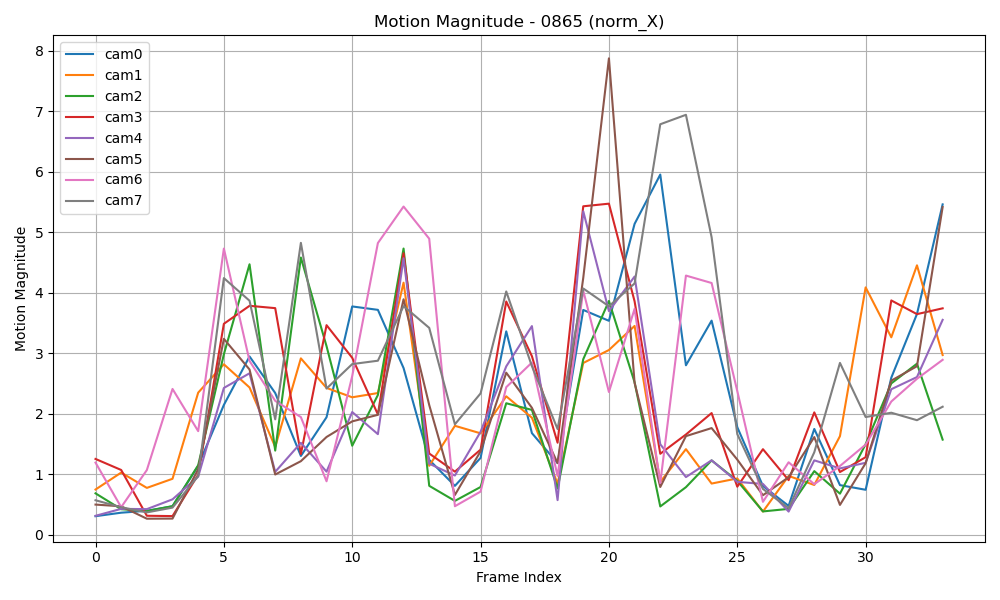 Motion Magnitude - 0865 (norm_X)
cam0
cam1
cam2
cam3
cam4
cam5
cam6
cam7
Motion Magnitude
8
7
6
5
4
3
2
1
0
0 5 10 15 20 25 30
Frame Index